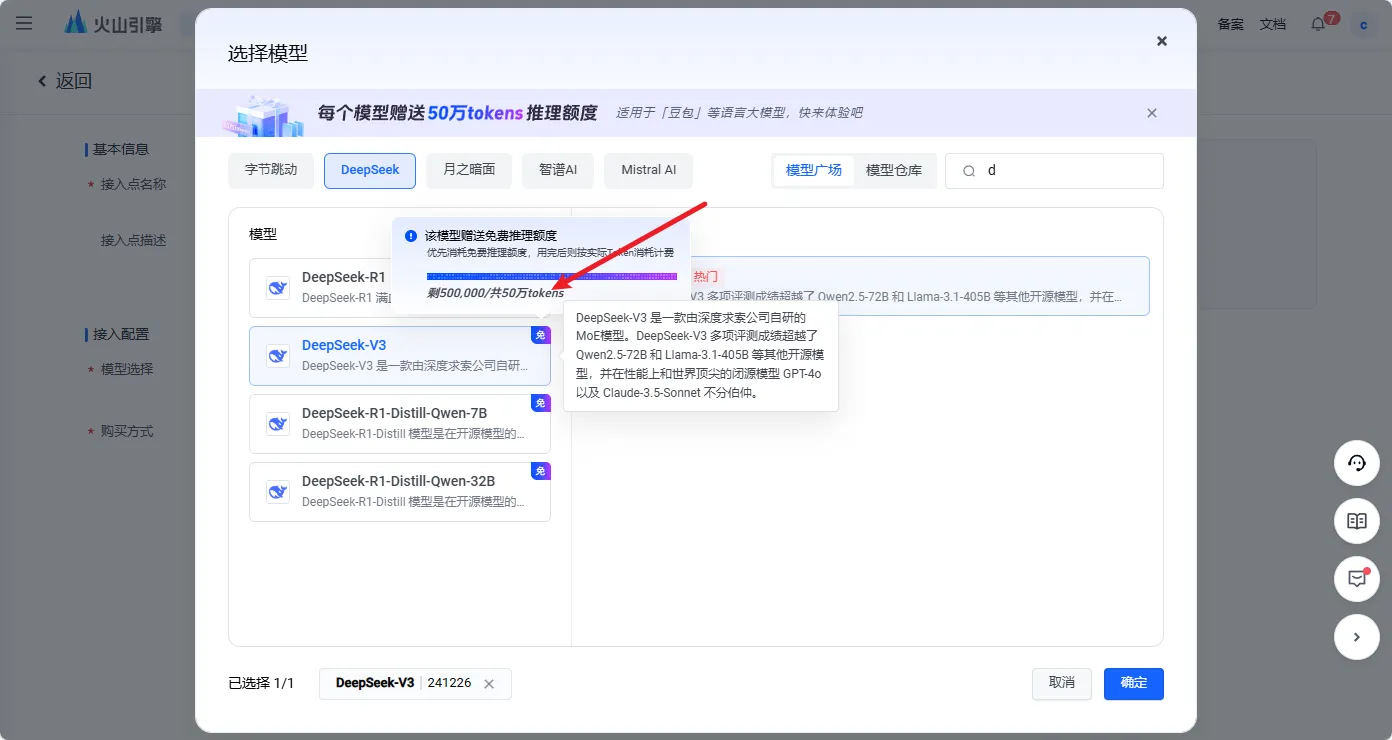 火山引擎
备案 文档 7 c
返回
基本信息
* 接入点名称
接入点描述
接入配置
* 模型选择
* 购买方式
选择模型
每个模型赠送50万tokens推理额度 适用于「豆包」等语言大模型，快来体验吧
字节跳动 DeepSeek 月之暗面 智谱AI Mistral AI 模型广场 模型仓库 d
模型
该模型赠送免费推理额度
优先消耗免费推理额度，用完后则按实际Token消耗计费
剩500,000/共50万tokens
DeepSeek-R1
DeepSeek-R1 满
热门
V3 多项评测成绩超越了 Qwen2.5-72B 和 Llama-3.1-405B 等其他开源模型，并在...
DeepSeek-V3 免
DeepSeek-V3 是一款由深度求索公司自研...
DeepSeek-V3 是一款由深度求索公司自研的
MoE模型。DeepSeek-V3 多项评测成绩超越了
Qwen2.5-72B 和 Llama-3.1-405B 等其他开源模
型，并在性能上和世界顶尖的闭源模型 GPT-4o
以及 Claude-3.5-Sonnet 不分伯仲。
DeepSeek-R1-Distill-Qwen-7B 免
DeepSeek-R1-Distill 模型是在开源模型的...
DeepSeek-R1-Distill-Qwen-32B 免
DeepSeek-R1-Distill 模型是在开源模型的...
已选择 1/1 DeepSeek-V3 241226
取消 确定